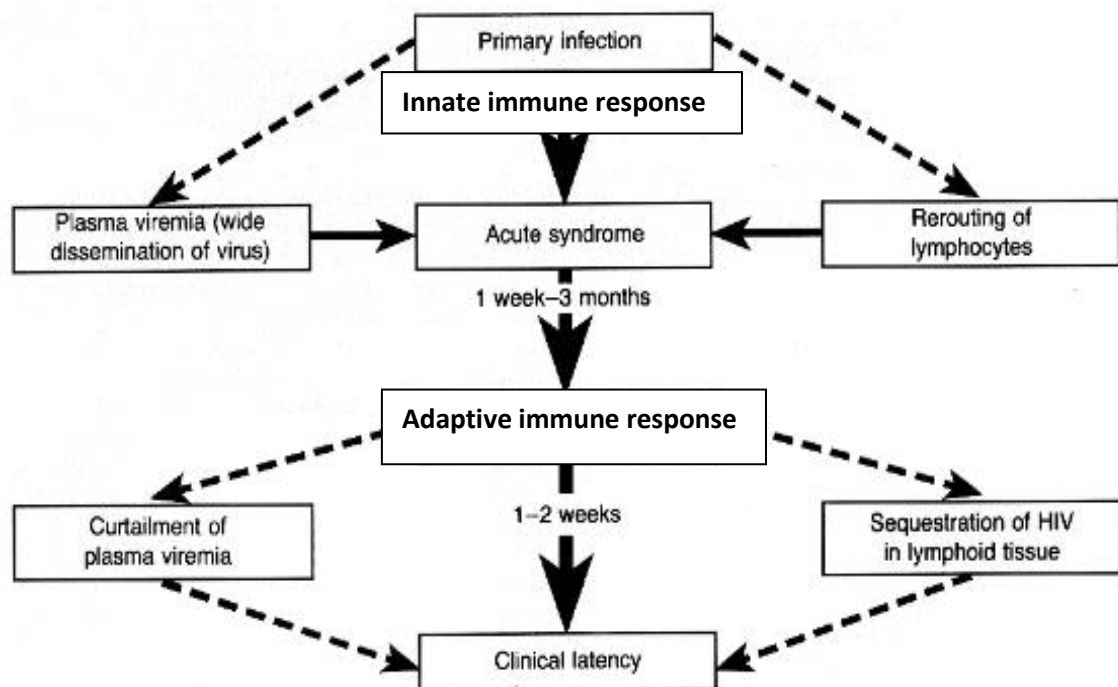 Primary infection
Innate immune response
Plasma viremia (wide
dissemination of virus)
Acute syndrome
Rerouting of
lymphocytes
1 week–3 months
Adaptive immune response
1–2 weeks
Curtailment of
plasma viremia
Sequestration of HIV
in lymphoid tissue
Clinical latency